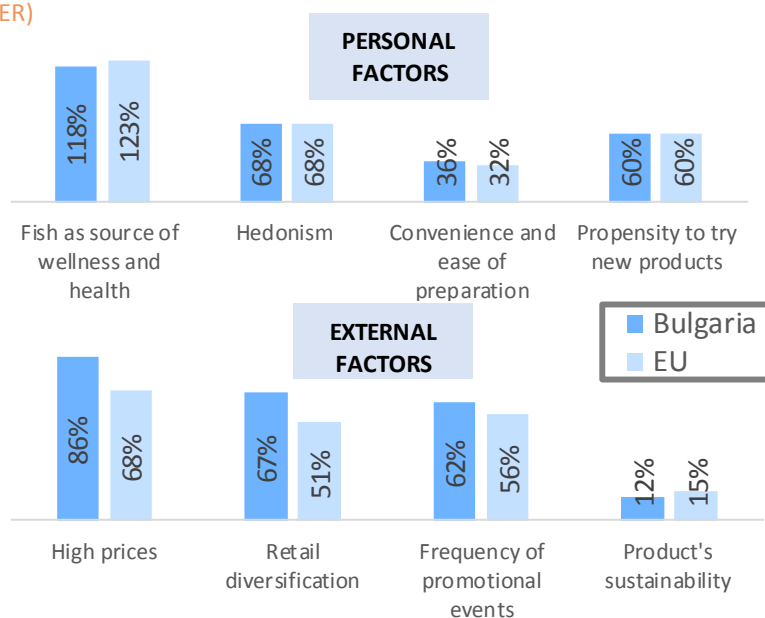 ER)
PERSONAL
FACTORS
118%
123%
68%
68%
36%
32%
60%
60%
Fish as source of
wellness and
health
Hedonism
Convenience and
ease of
preparation
Propensity to try
new products
EXTERNAL
FACTORS
Bulgaria
EU
86%
68%
67%
51%
62%
56%
12%
15%
High prices
Retail
diversification
Frequency of
promotional
events
Product's
sustainability